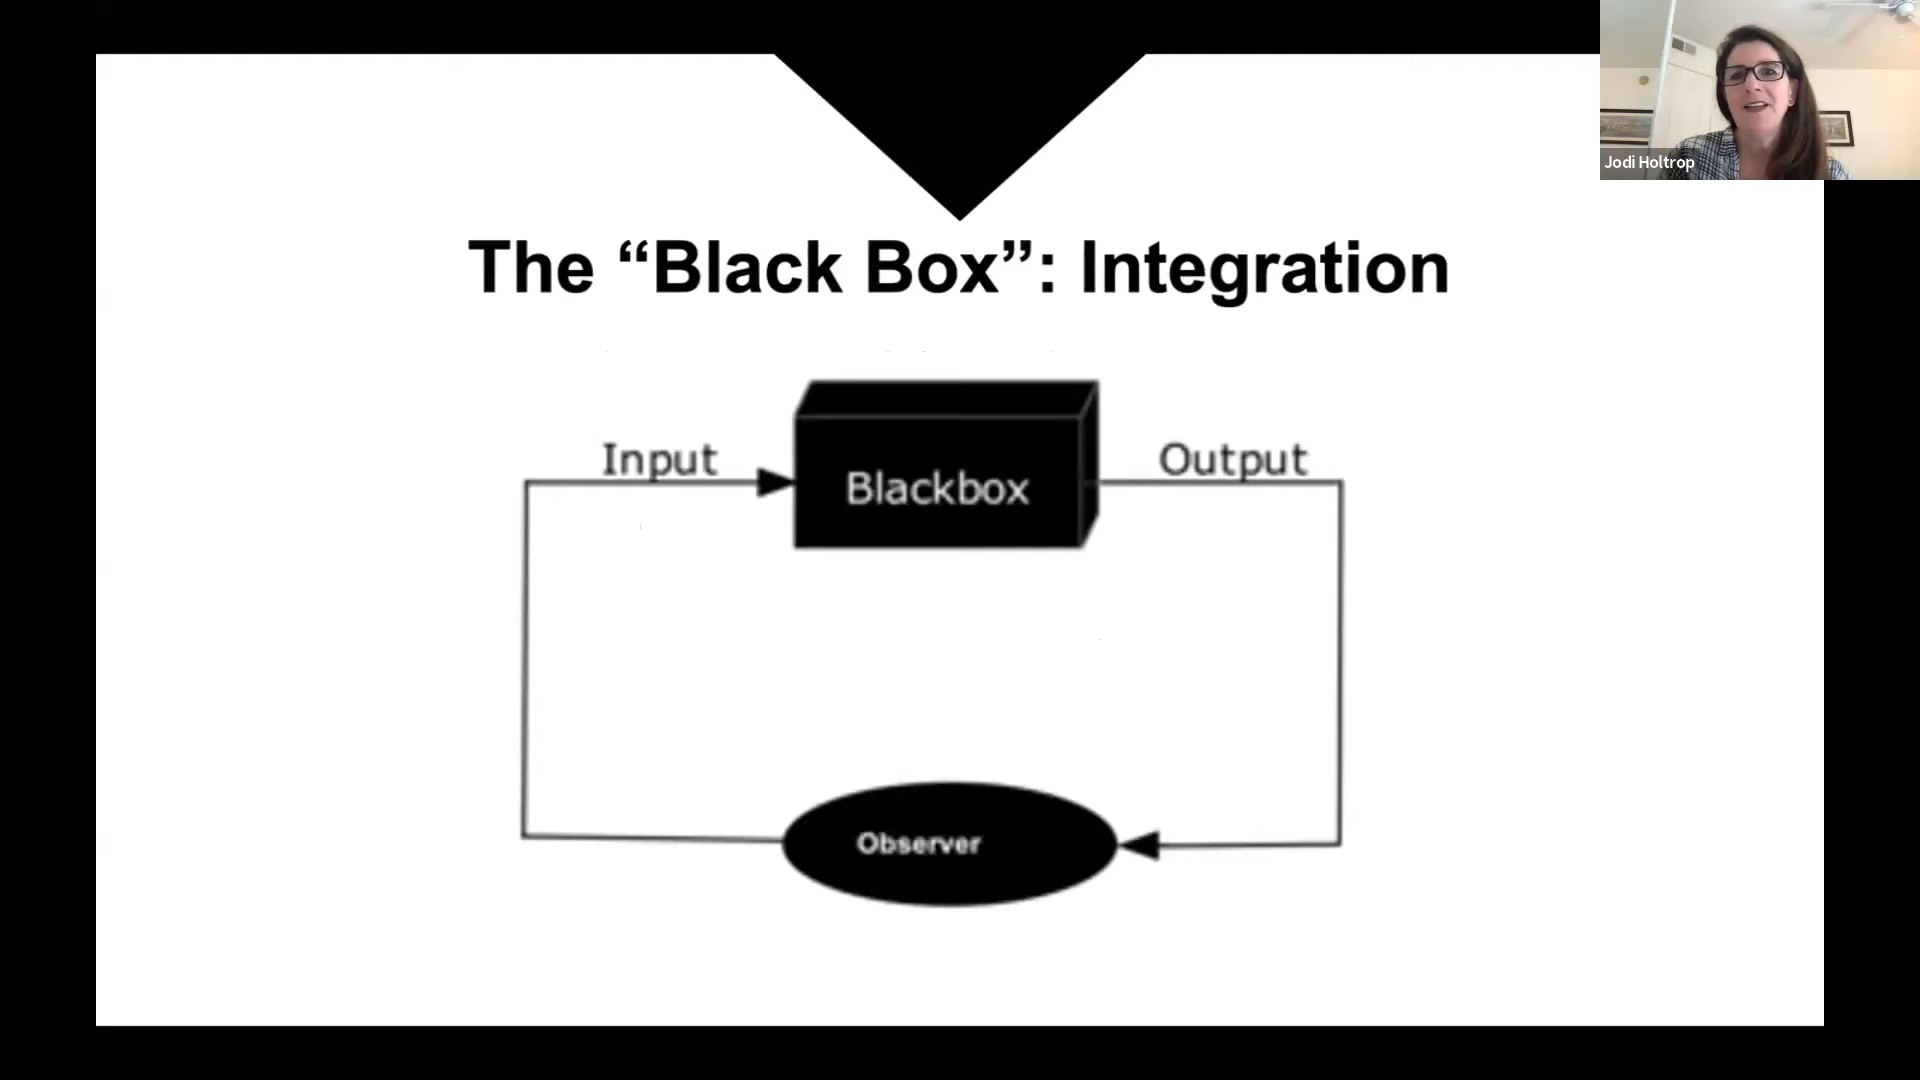 Jodi Holtrop
The “Black Box”: Integration
Input
Output
Blackbox
Observer